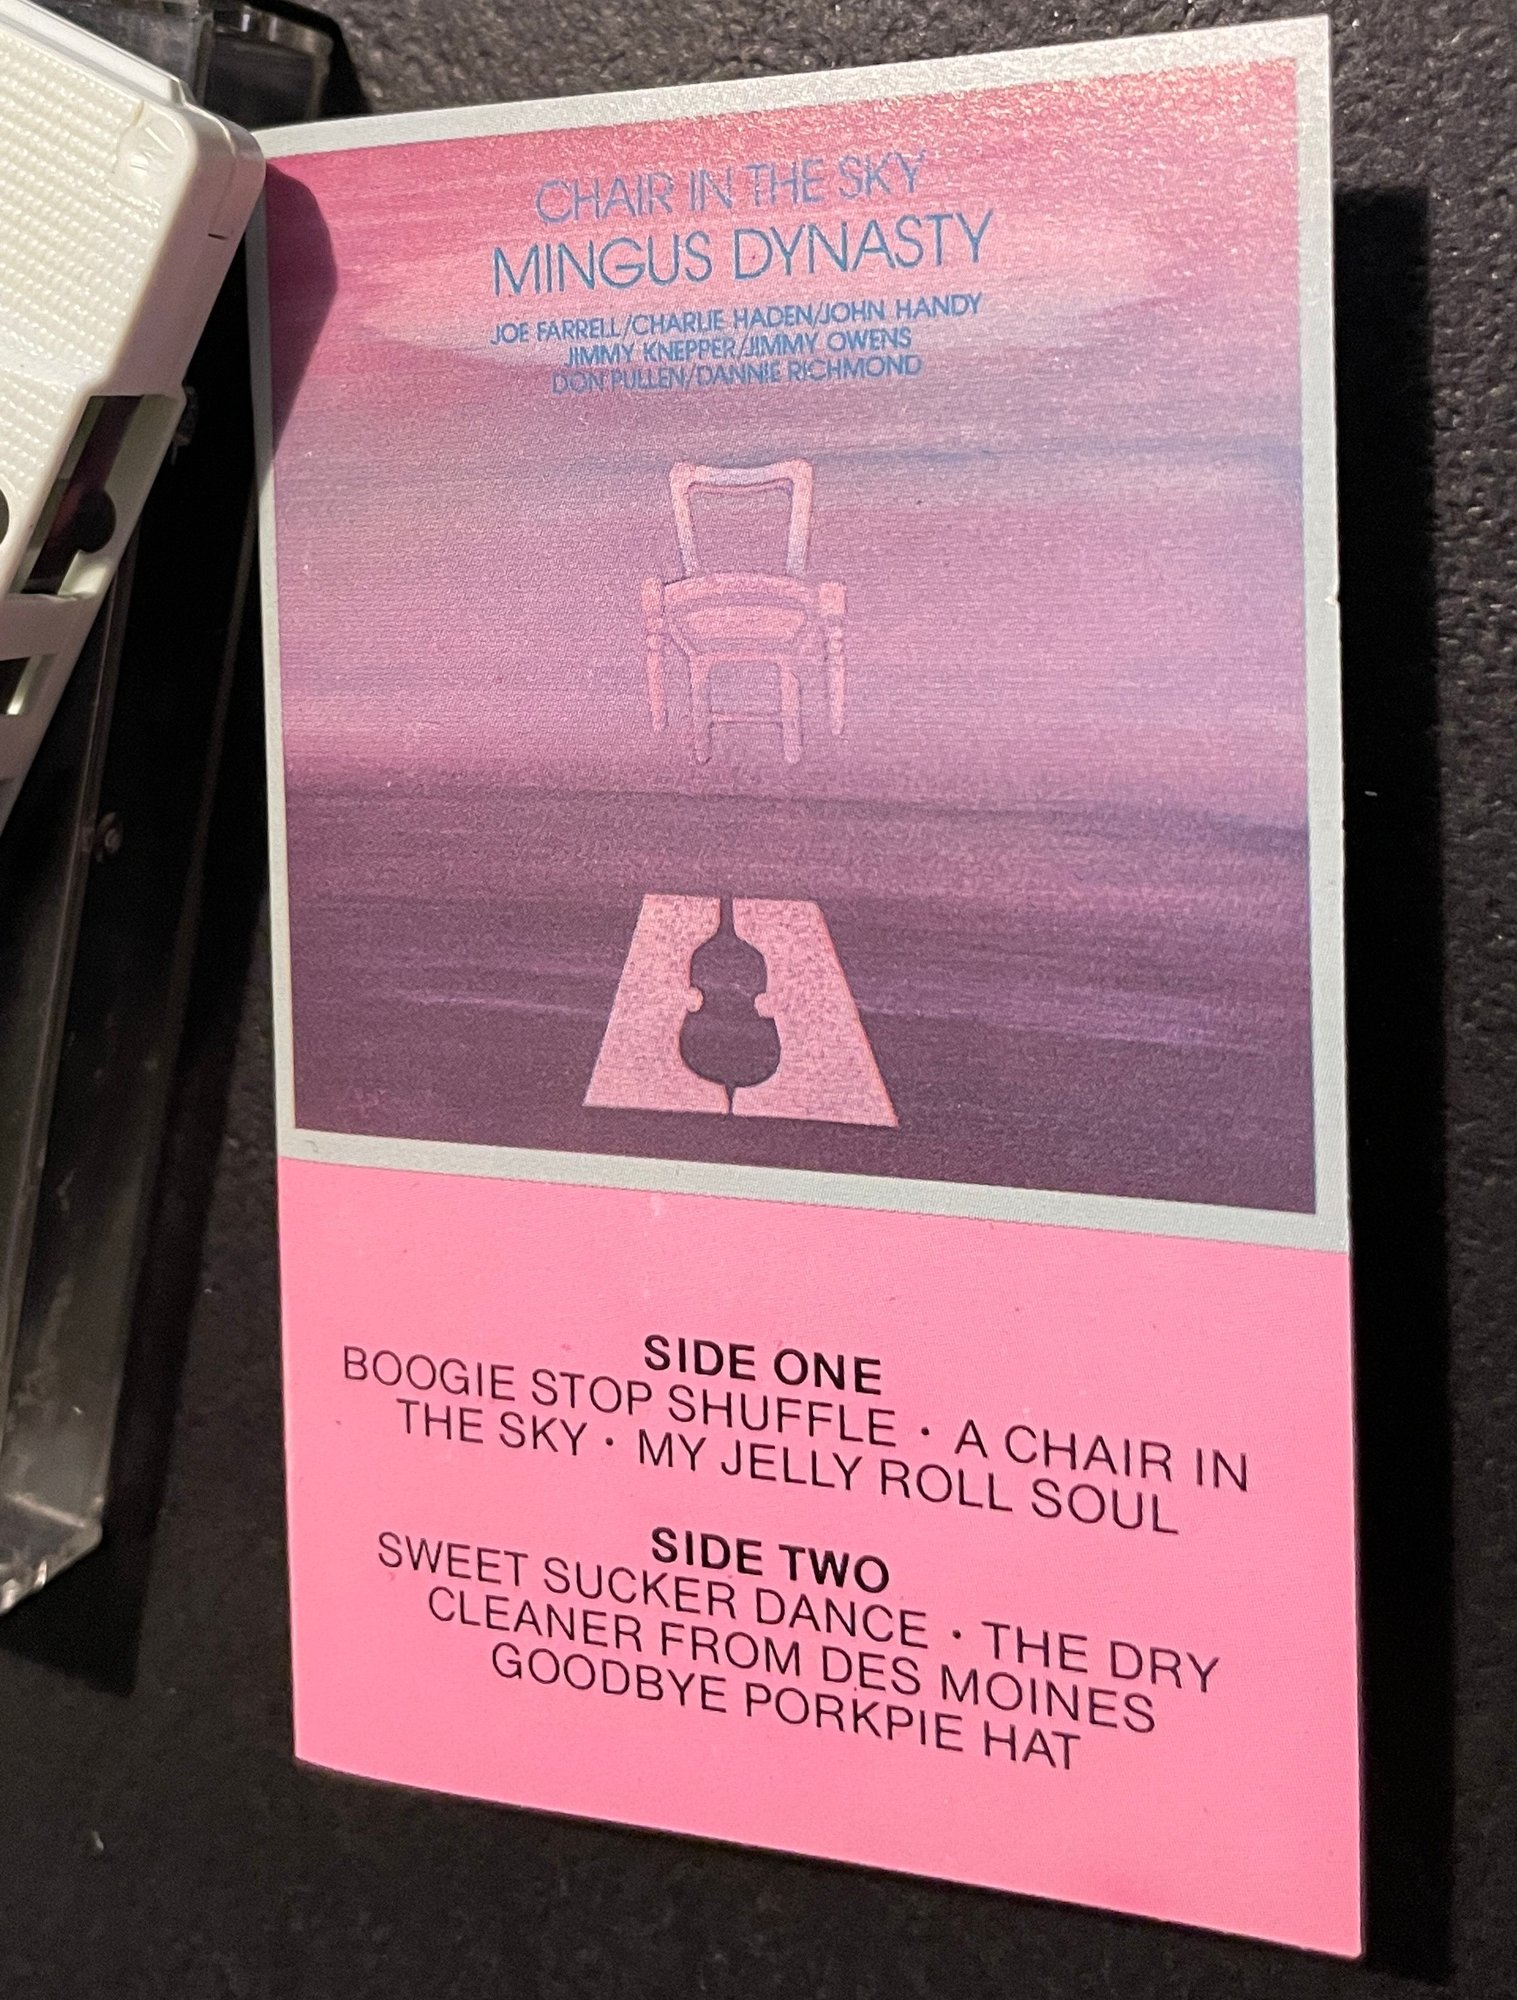 CHAIR IN THE SKY
MINGUS DYNASTY
JOE FARRELL/CHARLIE HADEN/JOHN HANDY
JIMMY KNEPPER/JIMMY OWENS
DON PULLEN/DANNIE RICHMOND
SIDE ONE
BOOGIE STOP SHUFFLE · A CHAIR IN
THE SKY · MY JELLY ROLL SOUL
SIDE TWO
SWEET SUCKER DANCE · THE DRY
CLEANER FROM DES MOINES
GOODBYE PORKPIE HAT